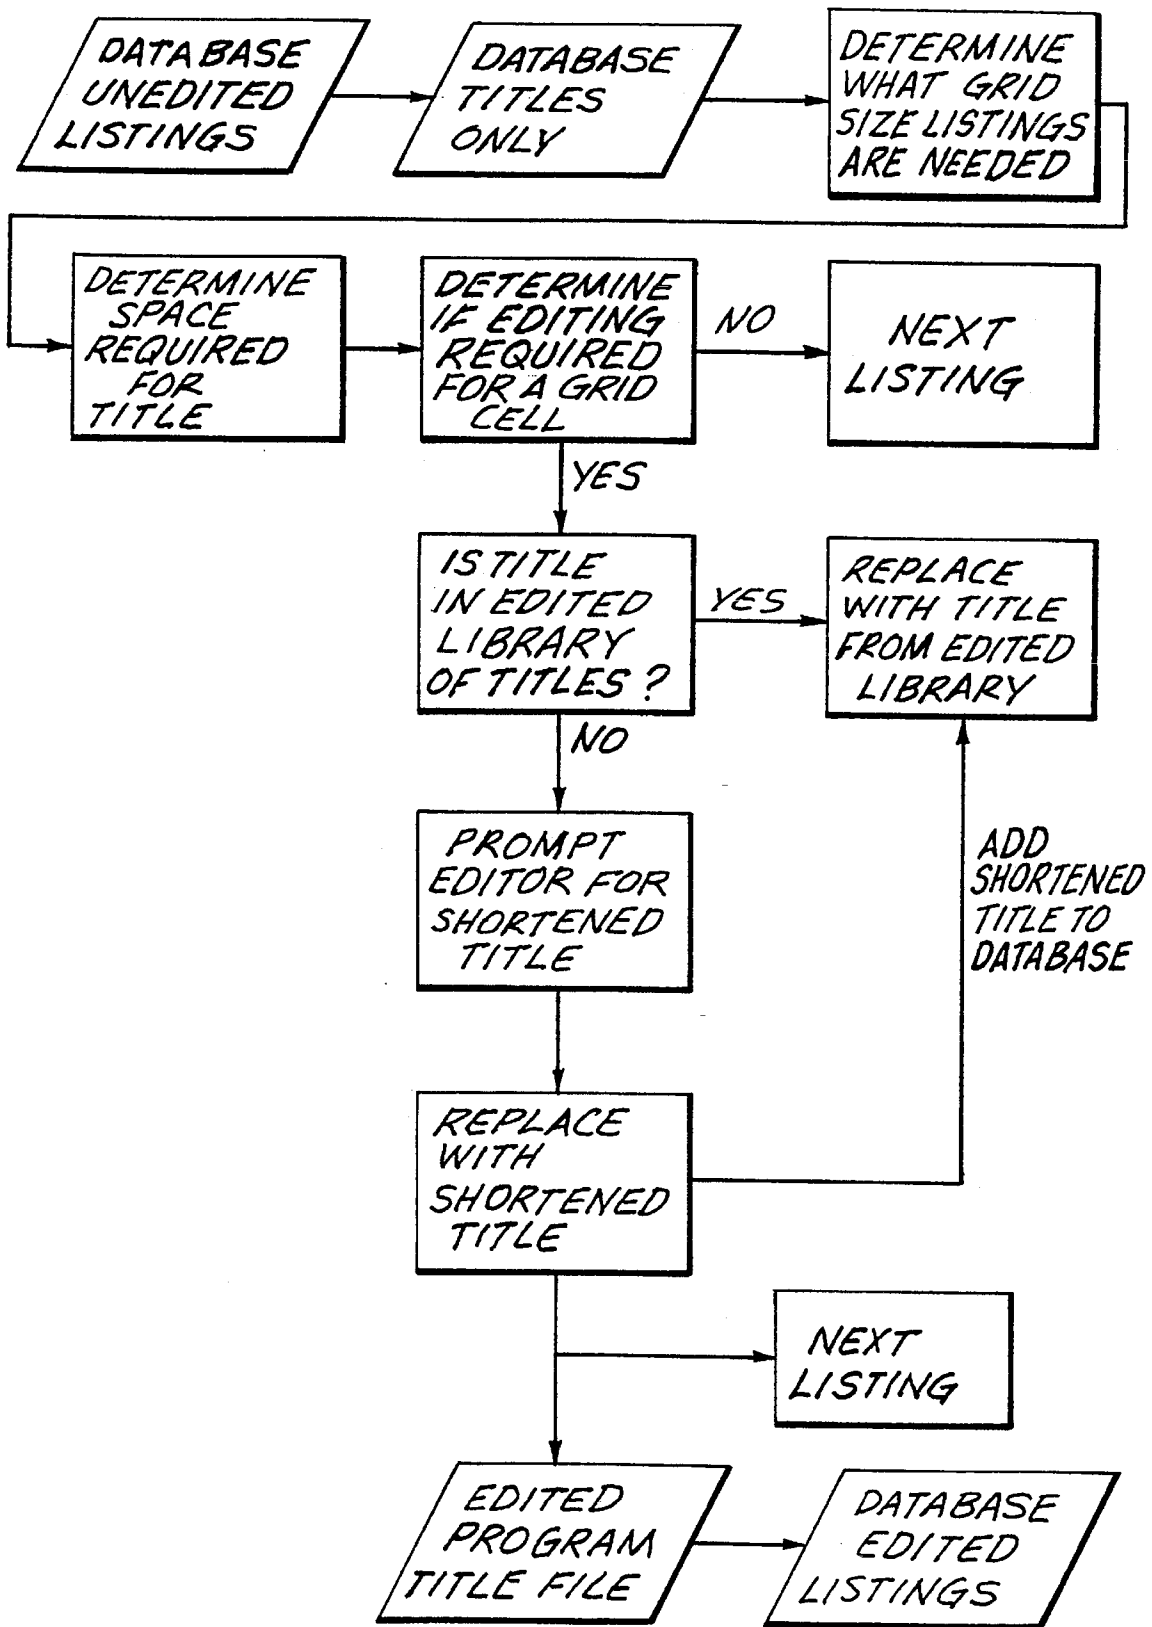 DATABASE
UNEDITED
LISTINGS
DATABASE
TITLES
ONLY
DETERMINE
WHAT GRID
SIZE LISTINGS
ARE NEEDED
DETERMINE
SPACE
REQUIRED
FOR
TITLE
DETERMINE
IF EDITING
REQUIRED
FOR A GRID
CELL
NO
NEXT
LISTING
YES
IS TITLE
IN EDITED
LIBRARY
OF TITLES?
YES
REPLACE
WITH TITLE
FROM EDITED
LIBRARY
NO
PROMPT
EDITOR FOR
SHORTENED
TITLE
ADD
SHORTENED
TITLE TO
DATABASE
REPLACE
WITH
SHORTENED
TITLE
NEXT
LISTING
EDITED
PROGRAM
TITLE FILE
DATABASE
EDITED
LISTINGS